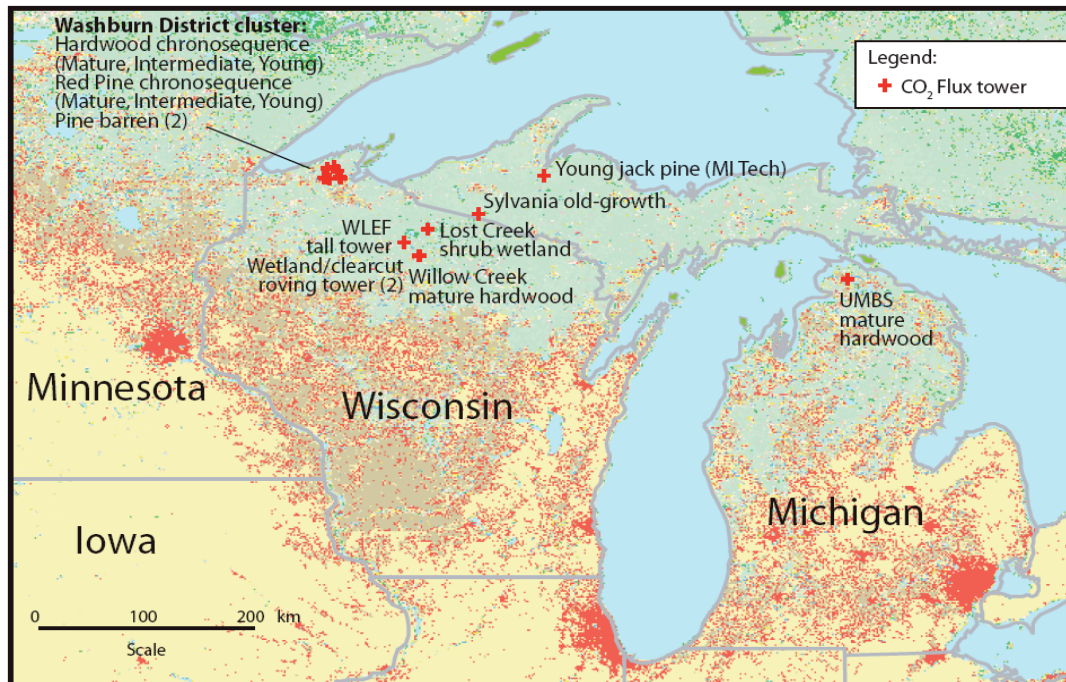 Washburn District cluster:
Hardwood chronosequence
(Mature, Intermediate, Young)
Red Pine chronosequence
(Mature, Intermediate, Young)
Pine barren (2)
Legend:
CO₂ Flux tower
Young jack pine (MI Tech)
Sylvania old-growth
WLEF
tall tower
Lost Creek
shrub wetland
Wetland/clearcut
roving tower (2)
Willow Creek
mature hardwood
UMBS
mature
hardwood
Minnesota
Wisconsin
Michigan
Iowa
0 100 200 km
Scale